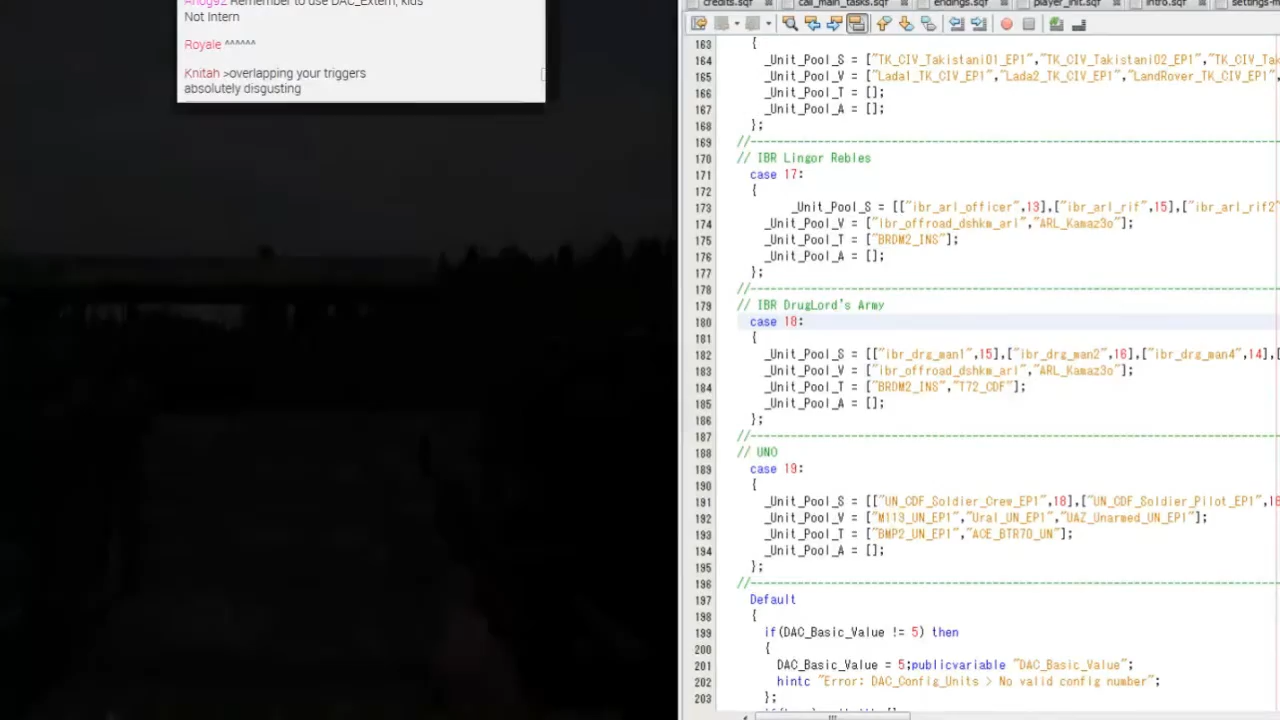 Remember to use DAC_Extern, kids
Not Intern
Royale ^^^^^^
Knitah >overlapping your triggers
absolutely disgusting
credits.sqf
call_main_tasks.sqf
endings.sqf
player_init.sqf
intro.sqf
settings-m
163 {
164 _Unit_Pool_S = ["TK_CIV_Takistani01_EP1","TK_CIV_Takistani02_EP1","TK_CIV_Tak
165 _Unit_Pool_V = ["Lada1_TK_CIV_EP1","Lada2_TK_CIV_EP1","LandRover_TK_CIV_EP1"
166 _Unit_Pool_T = [];
167 _Unit_Pool_A = [];
168 };
169 //------------------------------------------------------------------------------
170 // IBR Lingor Rebles
171 case 17:
172 {
173 _Unit_Pool_S = [["ibr_arl_officer",13],["ibr_arl_rif",15],["ibr_arl_rif2"
174 _Unit_Pool_V = ["ibr_offroad_dshkm_arl","ARL_Kamaz3o"];
175 _Unit_Pool_T = ["BRDM2_INS"];
176 _Unit_Pool_A = [];
177 };
178 //------------------------------------------------------------------------------
179 // IBR DrugLord's Army
180 case 18:
181 {
182 _Unit_Pool_S = [["ibr_drg_man1",15],["ibr_drg_man2",16],["ibr_drg_man4",14],[
183 _Unit_Pool_V = ["ibr_offroad_dshkm_arl","ARL_Kamaz3o"];
184 _Unit_Pool_T = ["BRDM2_INS","T72_CDF"];
185 _Unit_Pool_A = [];
186 };
187 //------------------------------------------------------------------------------
188 // UNO
189 case 19:
190 {
191 _Unit_Pool_S = [["UN_CDF_Soldier_Crew_EP1",18],["UN_CDF_Soldier_Pilot_EP1",18
192 _Unit_Pool_V = ["M113_UN_EP1","Ural_UN_EP1","UAZ_Unarmed_UN_EP1"];
193 _Unit_Pool_T = ["BMP2_UN_EP1","ACE_BTR70_UN"];
194 _Unit_Pool_A = [];
195 };
196 //------------------------------------------------------------------------------
197 Default
198 {
199 if(DAC_Basic_Value != 5) then
200 {
201 DAC_Basic_Value = 5;publicvariable "DAC_Basic_Value";
202 hintc "Error: DAC_Config_Units > No valid config number";
203 };